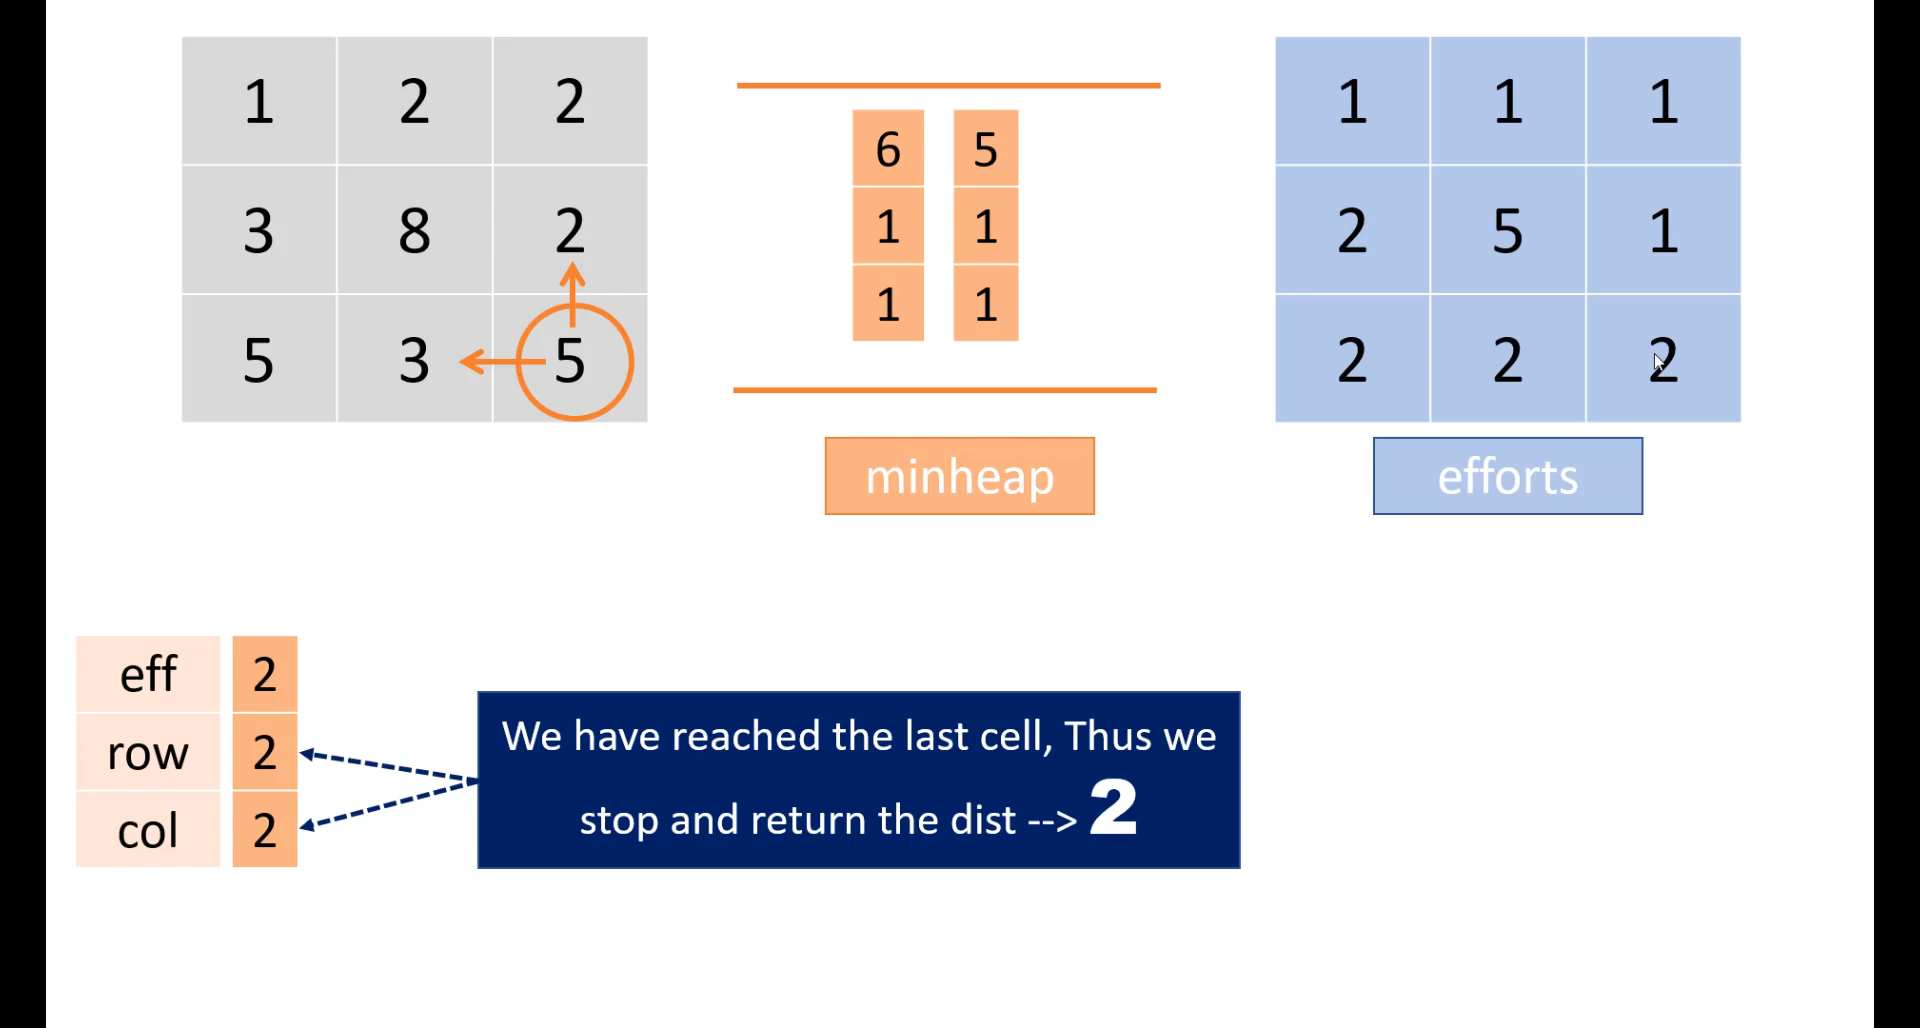 1 2 2
3 8 2
5 3 5
6 5
1 1
1 1
minheap
1 1 1
2 5 1
2 2 2
efforts
eff 2
row 2
col 2
We have reached the last cell, Thus we
stop and return the dist --> 2